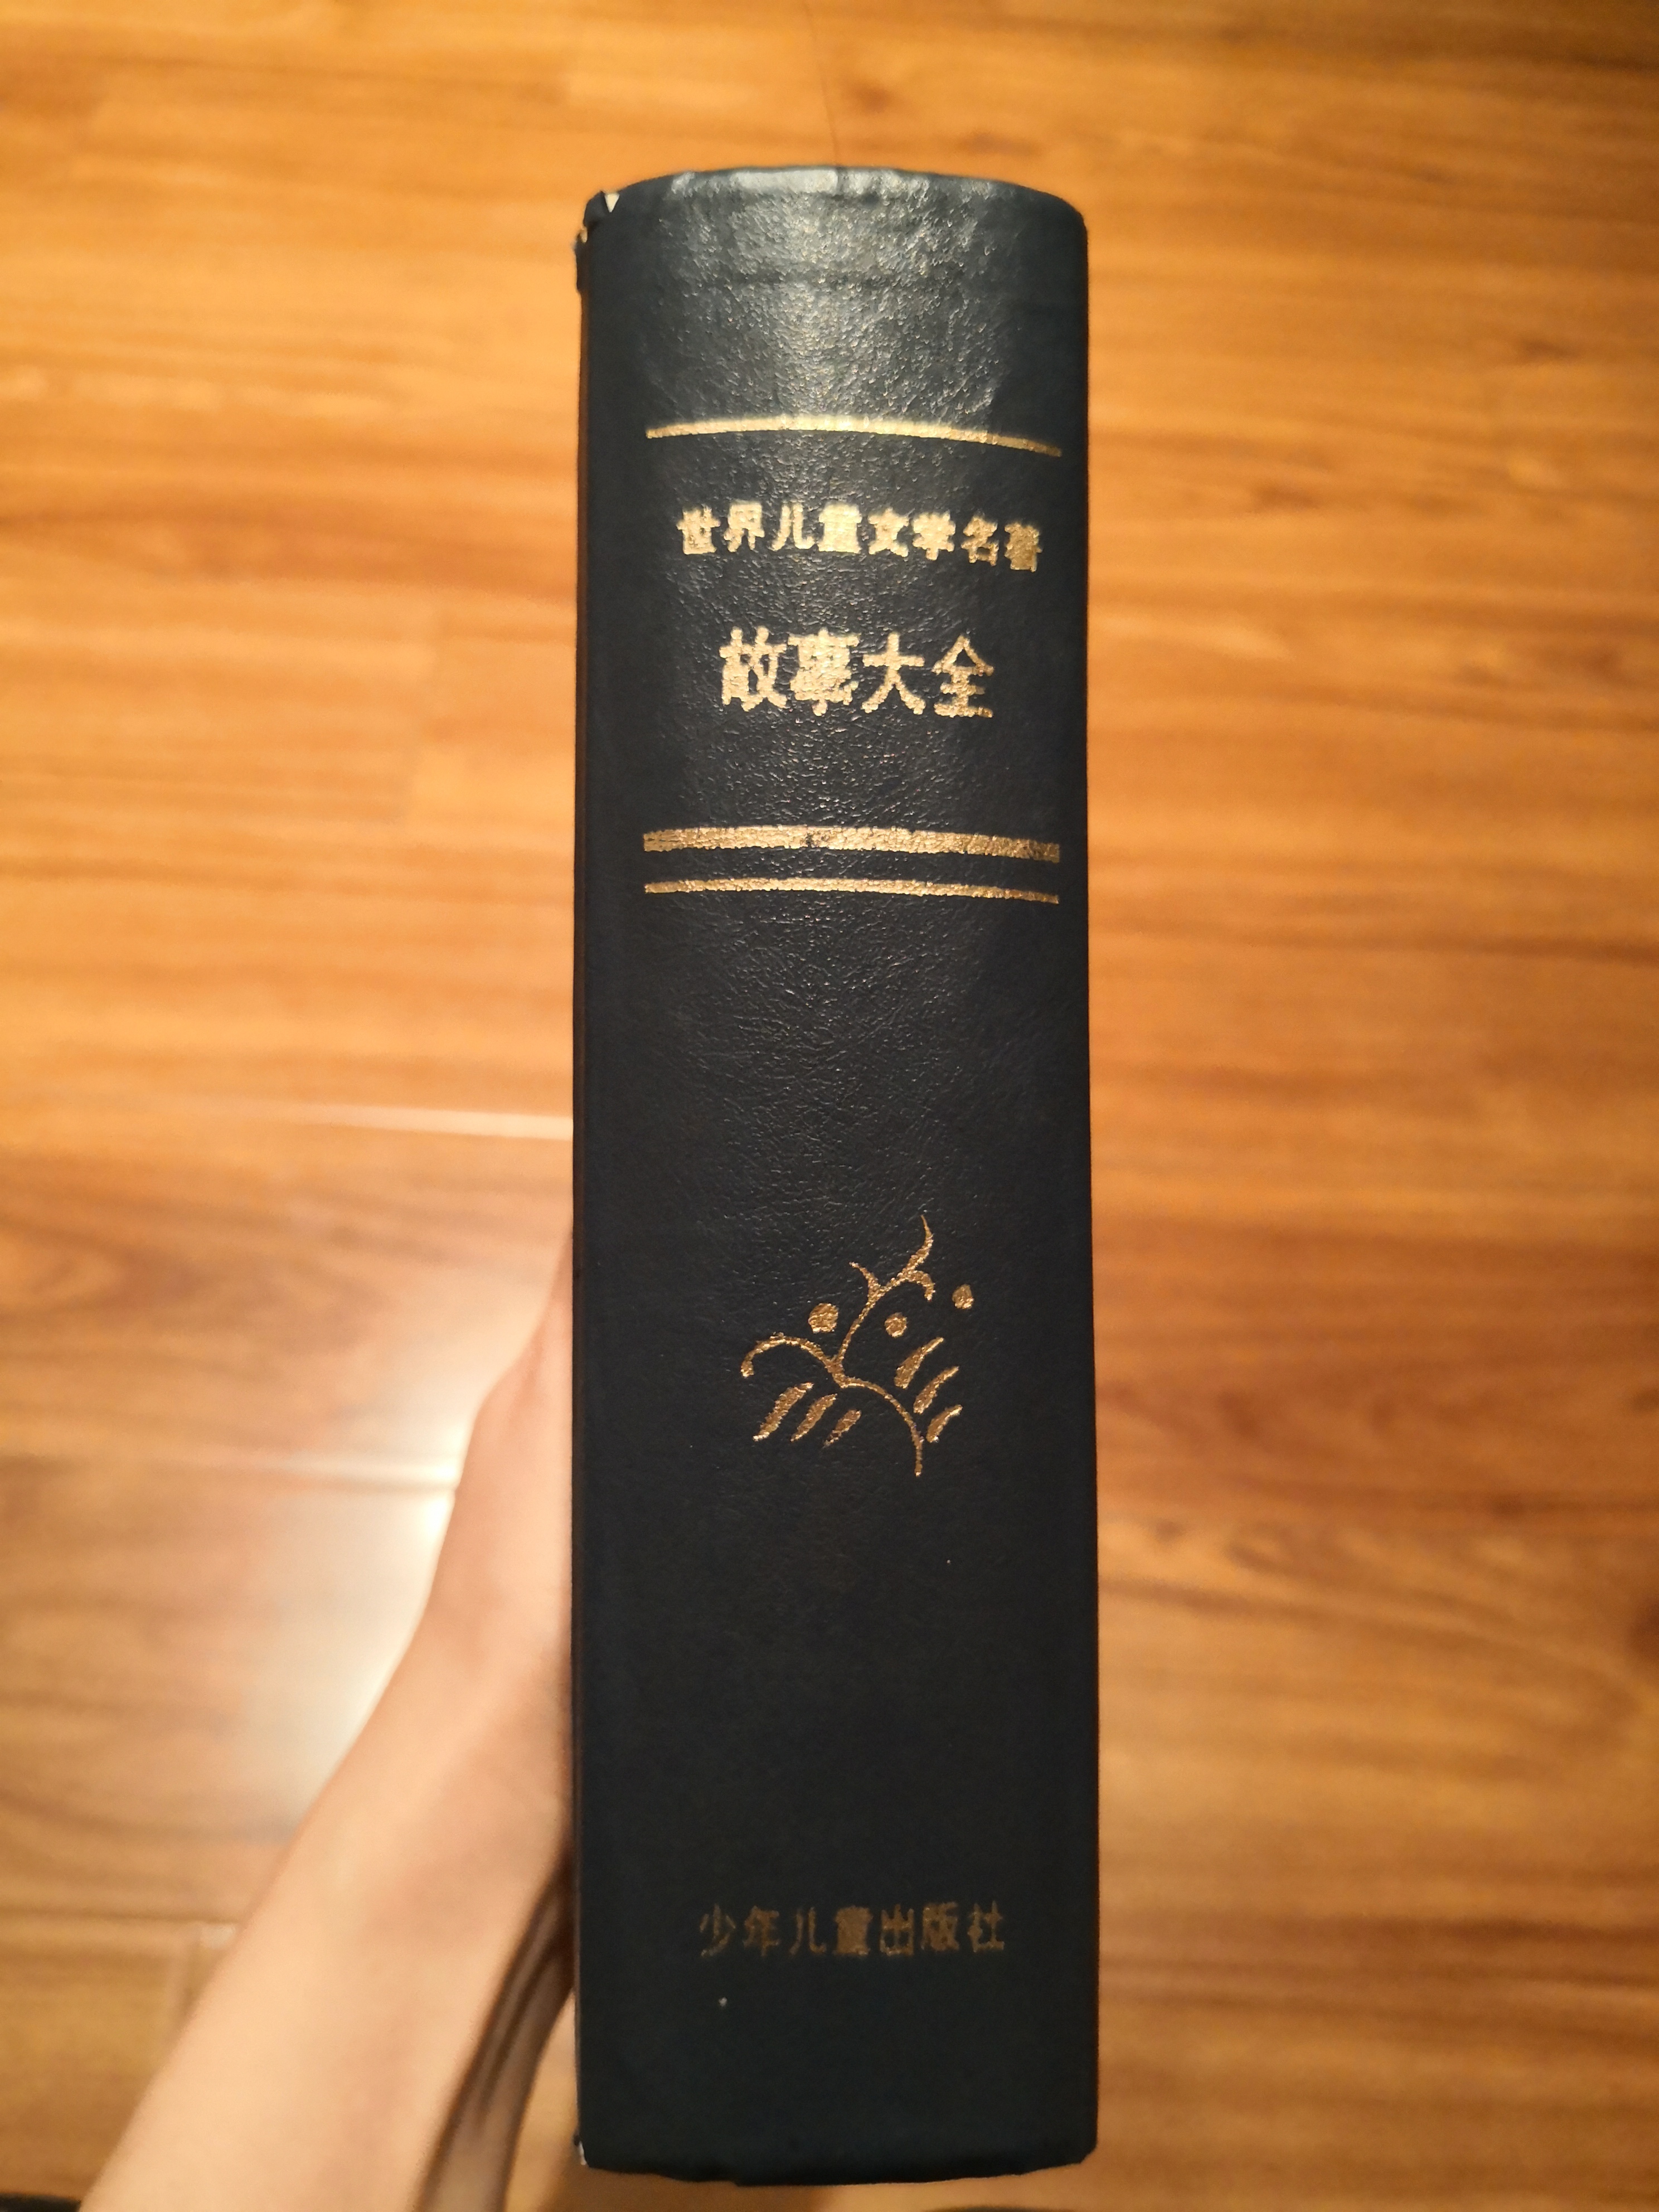 世界儿童文学名著
故事大全
少年儿童出版社